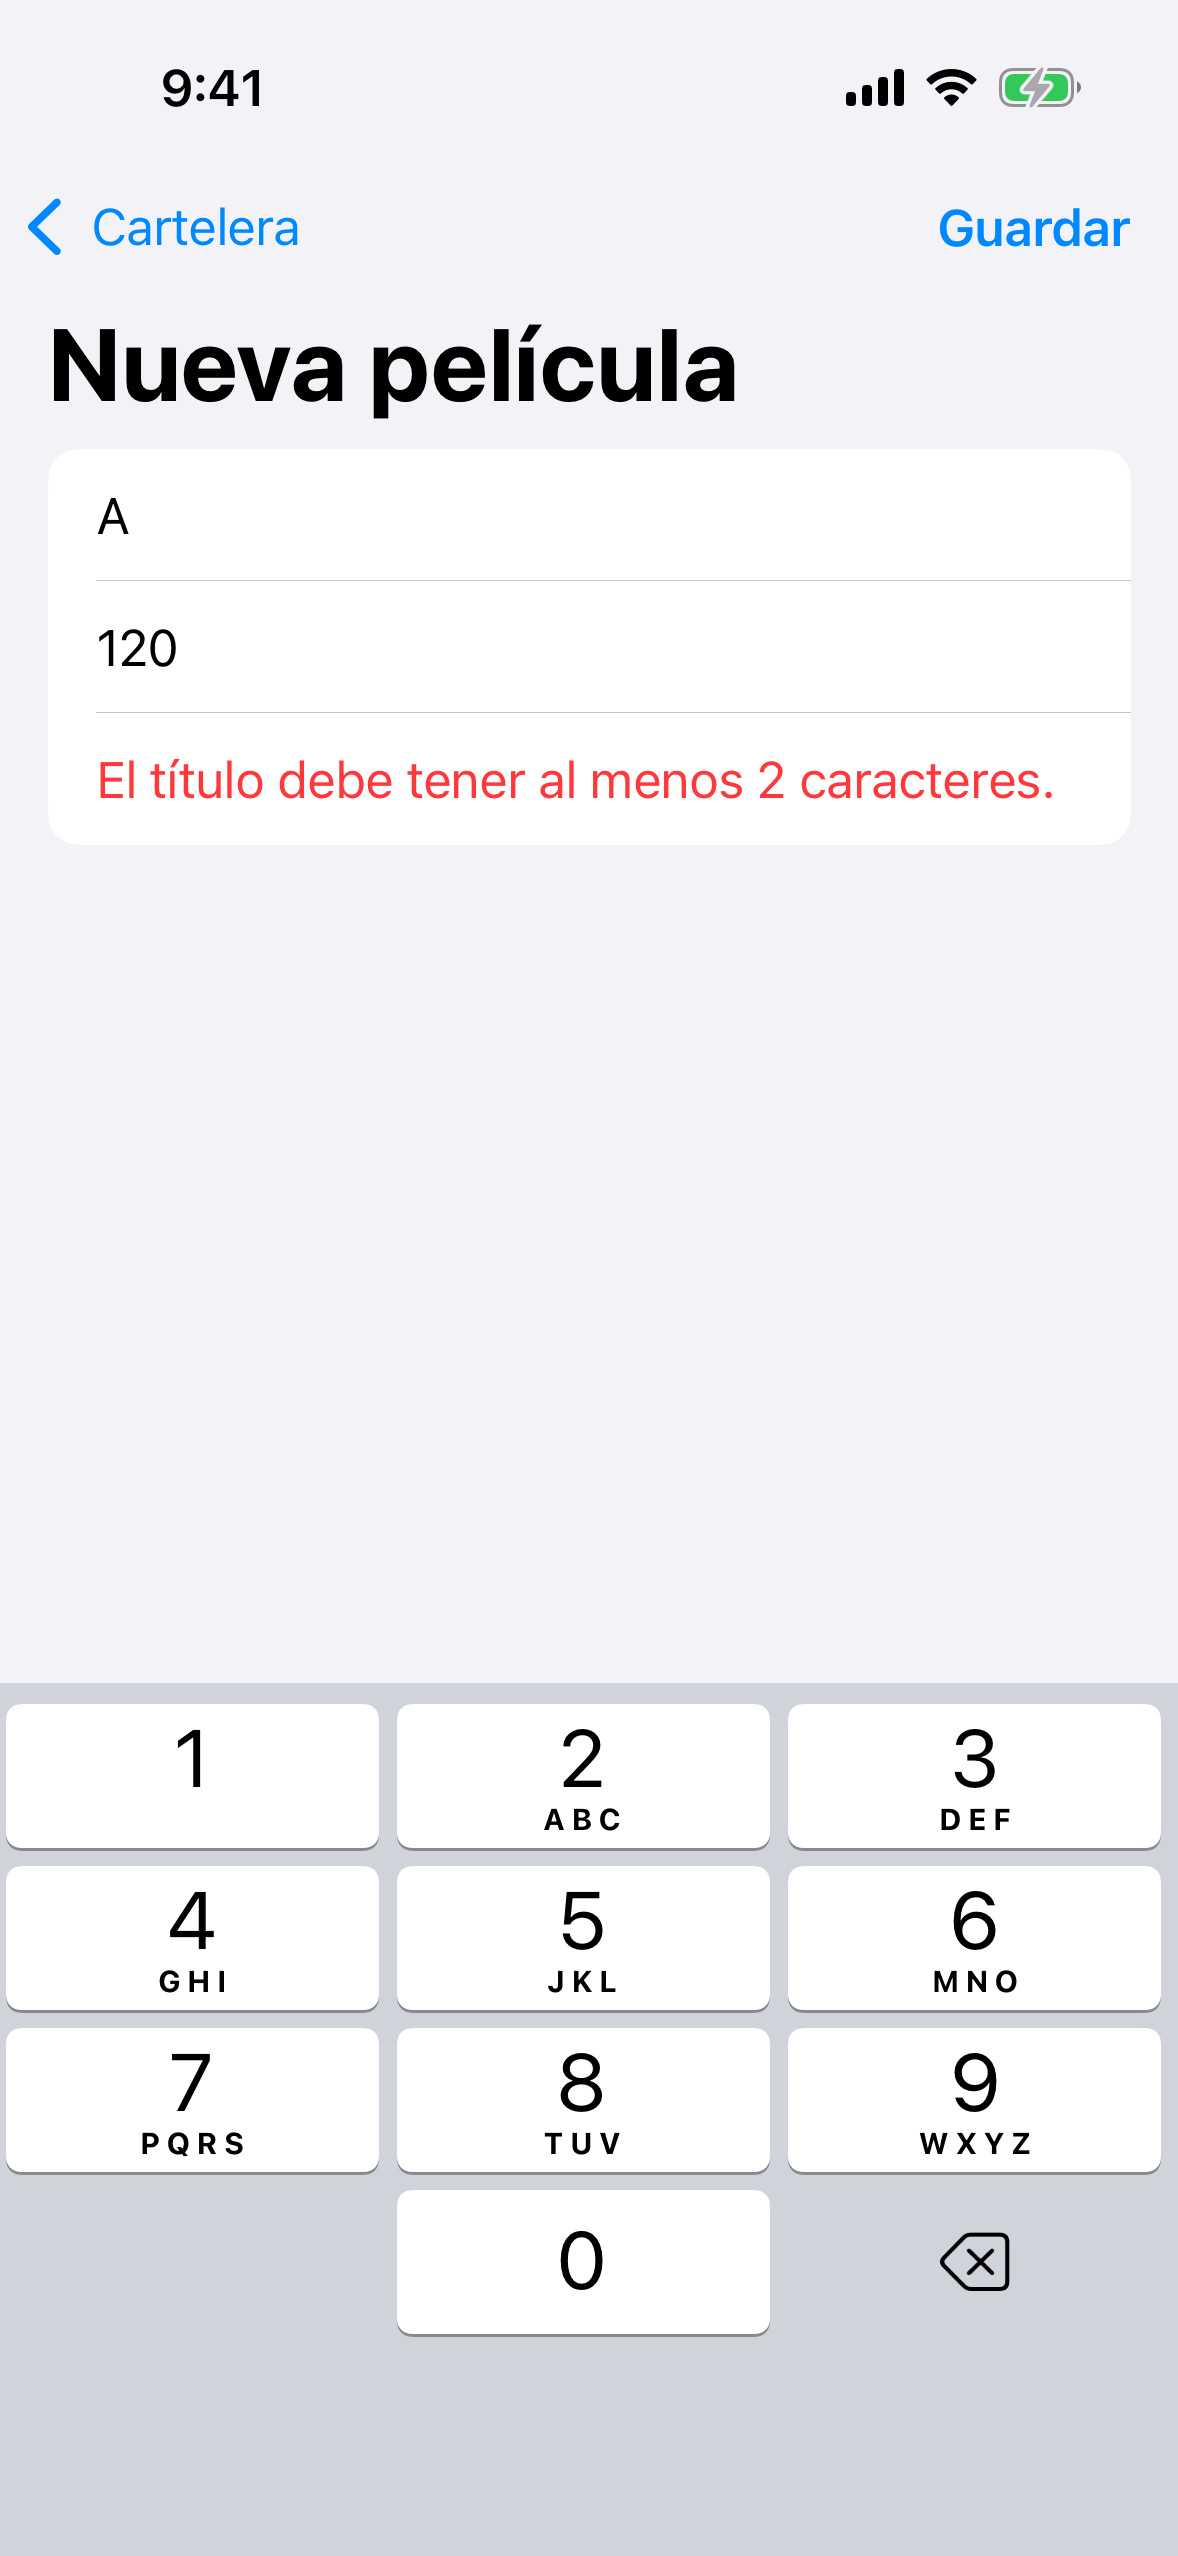 9:41
Cartelera
Guardar
Nueva película
A
120
El título debe tener al menos 2 caracteres.
1
2
ABC
3
DEF
4
GHI
5
JKL
6
MNO
7
PQRS
8
TUV
9
WXYZ
0